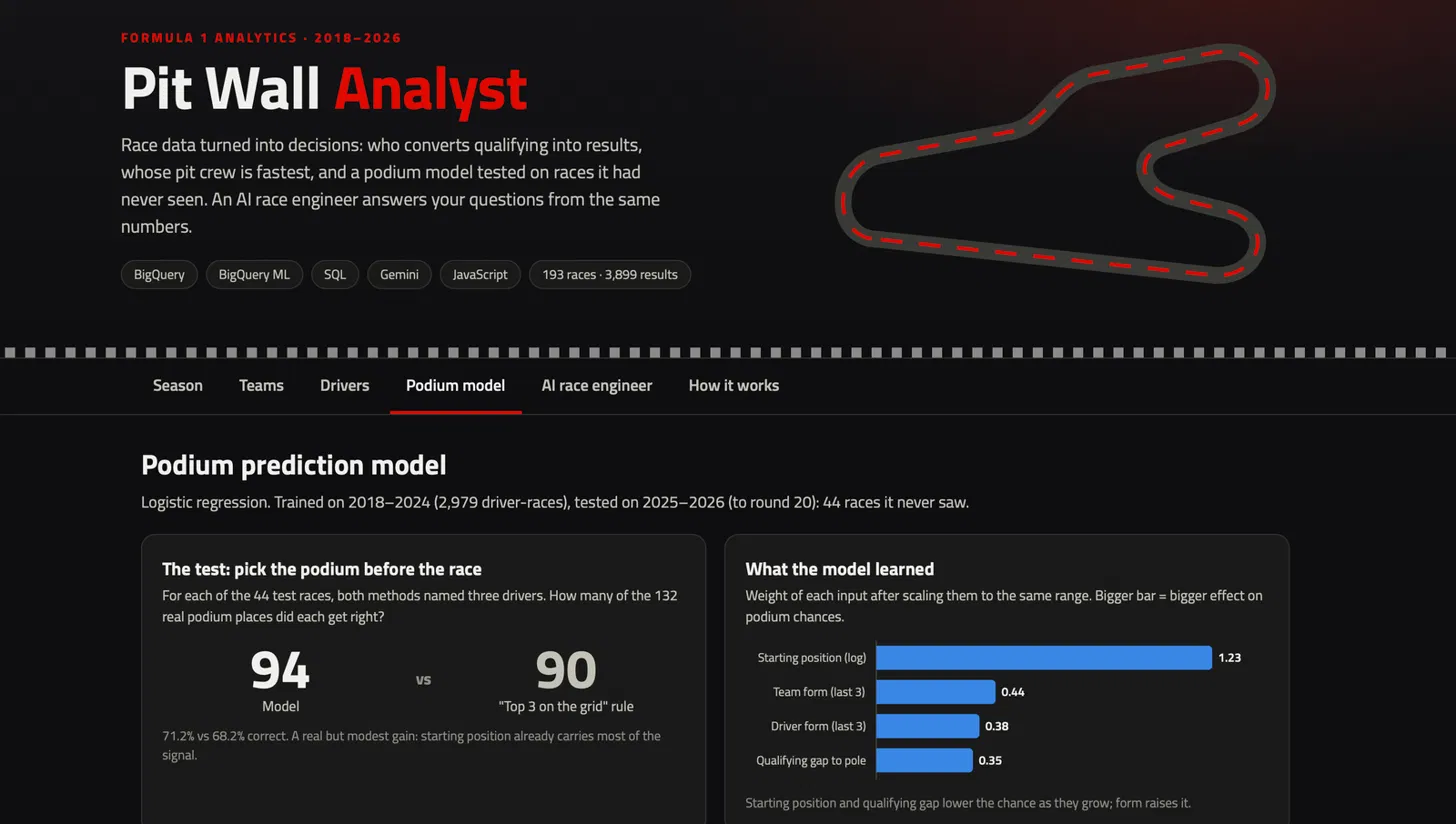 FORMULA 1 ANALYTICS · 2018–2026
Pit Wall Analyst
Race data turned into decisions: who converts qualifying into results,
whose pit crew is fastest, and a podium model tested on races it had
never seen. An AI race engineer answers your questions from the same
numbers.
BigQuery
BigQuery ML
SQL
Gemini
JavaScript
193 races · 3,899 results
Season
Teams
Drivers
Podium model
AI race engineer
How it works
Podium prediction model
Logistic regression. Trained on 2018–2024 (2,979 driver-races), tested on 2025–2026 (to round 20): 44 races it never saw.
The test: pick the podium before the race
For each of the 44 test races, both methods named three drivers. How many of the 132
real podium places did each get right?
94
vs
90
Model
"Top 3 on the grid" rule
71.2% vs 68.2% correct. A real but modest gain: starting position already carries most of the
signal.
What the model learned
Weight of each input after scaling them to the same range. Bigger bar = bigger effect on
podium chances.
Starting position (log) 1.23
Team form (last 3) 0.44
Driver form (last 3) 0.38
Qualifying gap to pole 0.35
Starting position and qualifying gap lower the chance as they grow; form raises it.